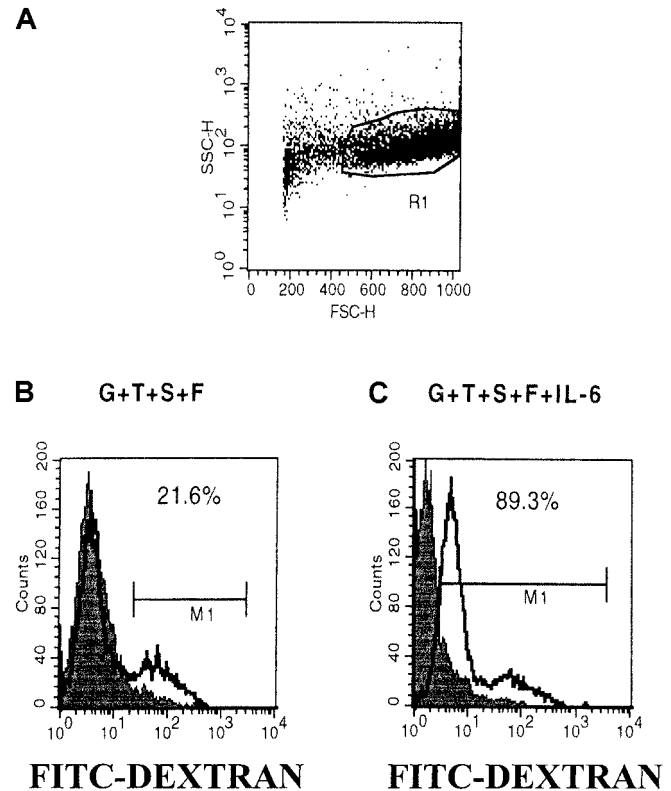 A
SSC-H
10^4
10^3
10^2
10^1
10^0
R1
0 200 400 600 800 1000
FSC-H
B G+T+S+F
C G+T+S+F+IL-6
Counts
200
160
120
80
40
0
21.6%
M1
10^0 10^1 10^2 10^3 10^4
FITC-DEXTRAN
Counts
200
160
120
80
40
0
89.3%
M1
10^0 10^1 10^2 10^3 10^4
FITC-DEXTRAN